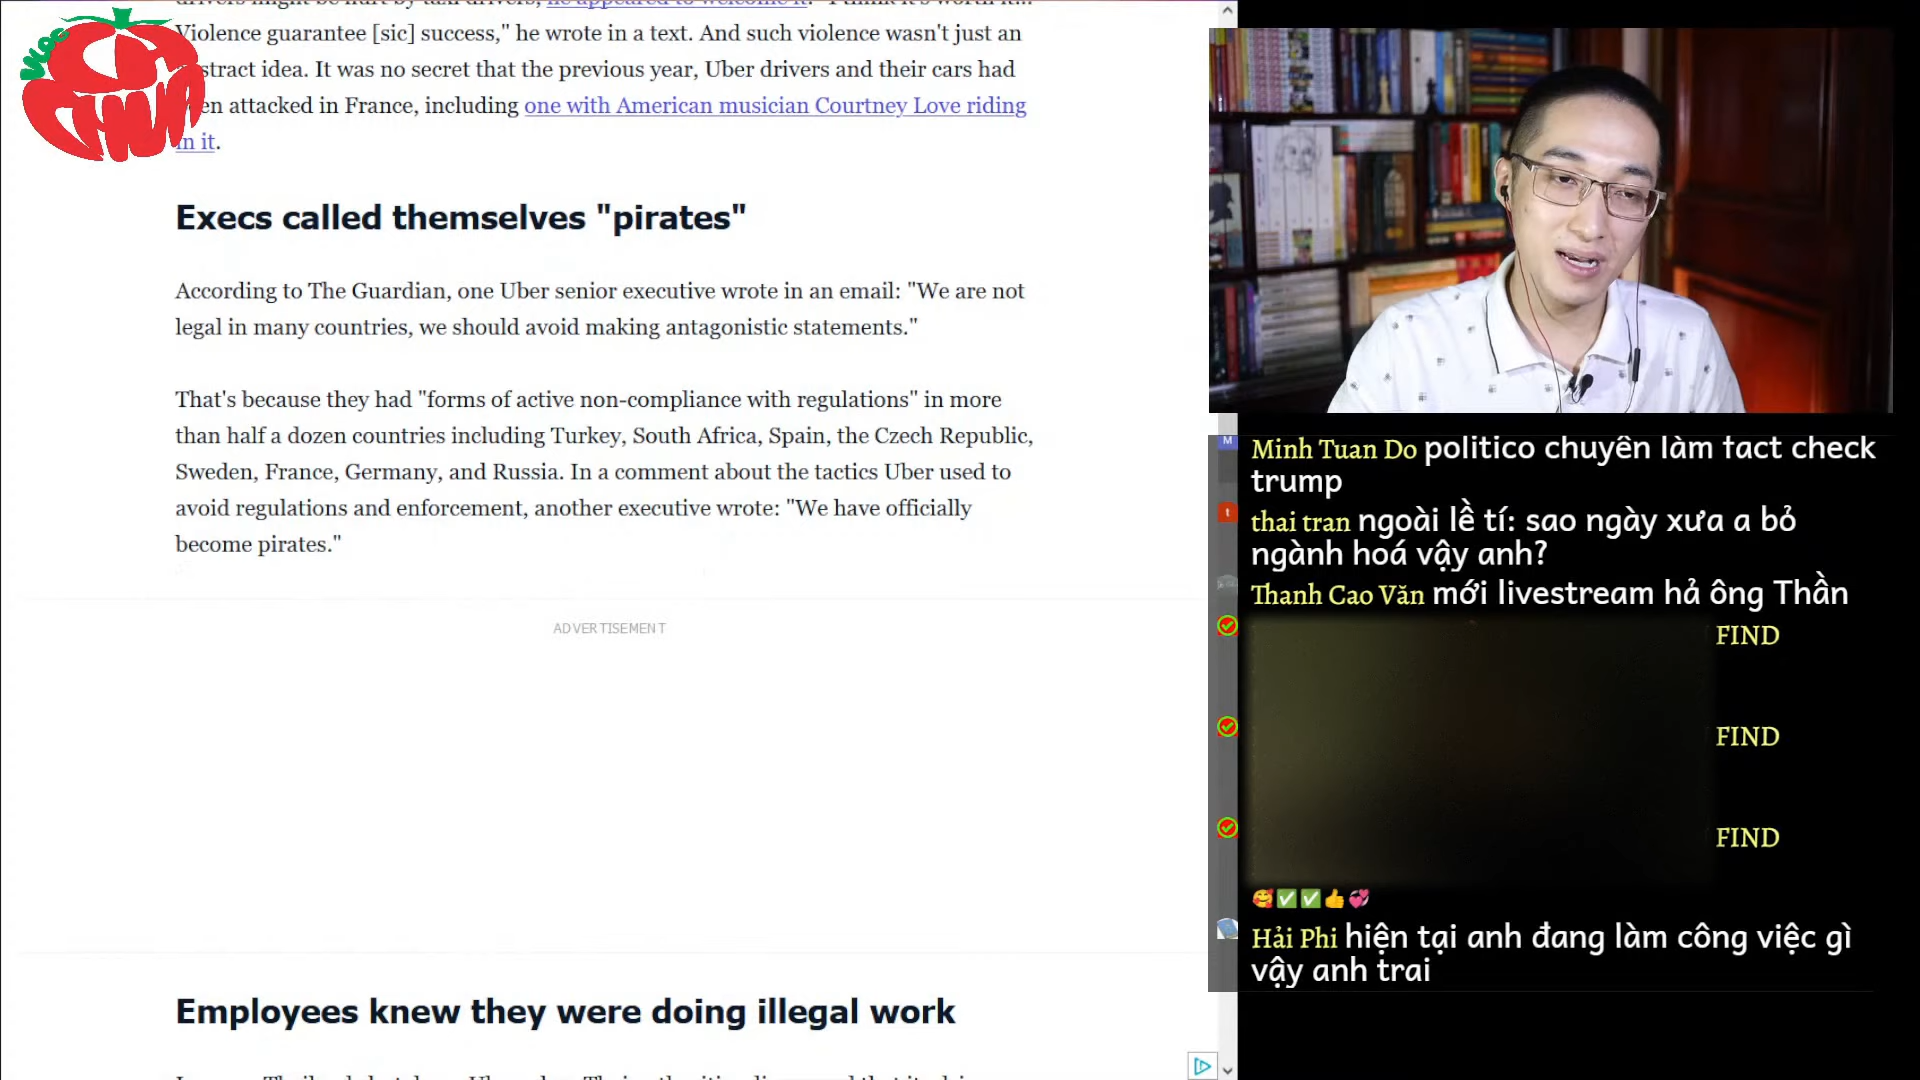 Violence guarantee [sic] success," he wrote in a text. And such violence wasn't just an
stract idea. It was no secret that the previous year, Uber drivers and their cars had
en attacked in France, including one with American musician Courtney Love riding
in it.
VLOG
CÀ CHUA
Execs called themselves "pirates"
According to The Guardian, one Uber senior executive wrote in an email: "We are not
legal in many countries, we should avoid making antagonistic statements."
That's because they had "forms of active non-compliance with regulations" in more
than half a dozen countries including Turkey, South Africa, Spain, the Czech Republic,
Sweden, France, Germany, and Russia. In a comment about the tactics Uber used to
avoid regulations and enforcement, another executive wrote: "We have officially
become pirates."
ADVERTISEMENT
Employees knew they were doing illegal work
M
Minh Tuan Do politico chuyên làm fact check
trump
t
thai tran ngoài lề tí: sao ngày xưa a bỏ
ngành hoá vậy anh?
Thanh Cao Văn mới livestream hả ông Thần
FIND
FIND
FIND
🥰✅✅👍💞
Hải Phi hiện tại anh đang làm công việc gì
vậy anh trai